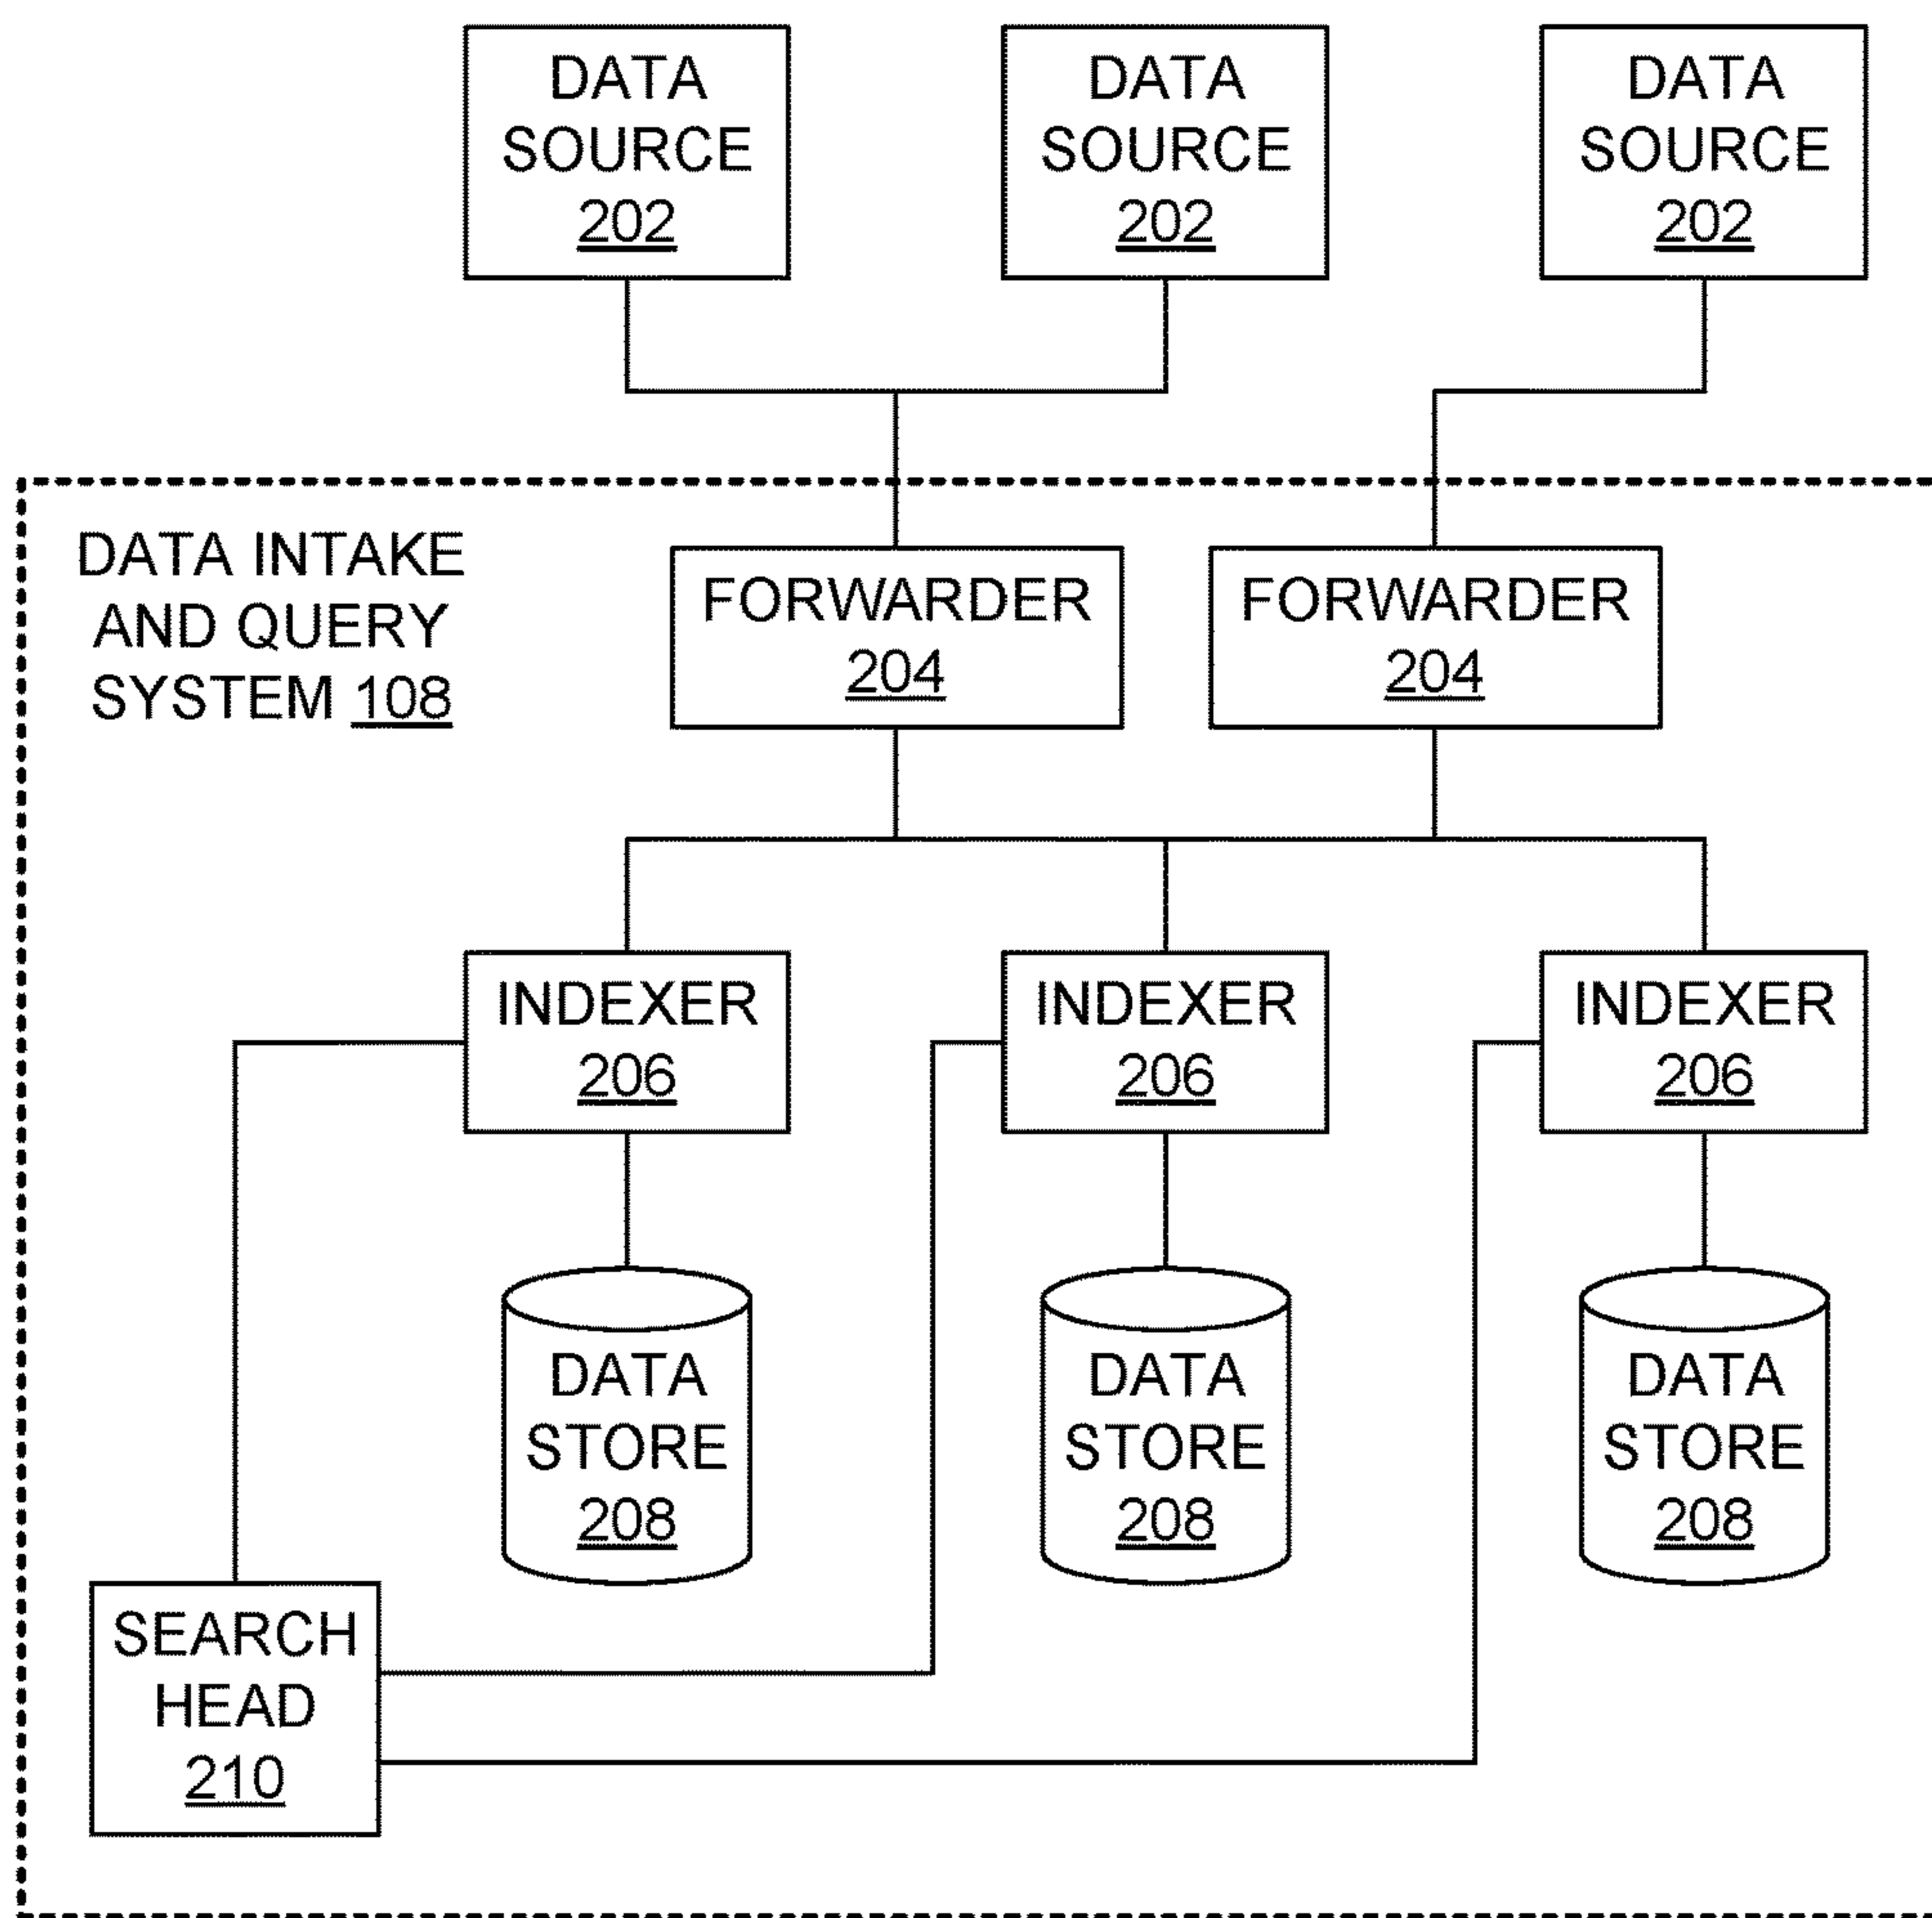 DATA
SOURCE
202
DATA
SOURCE
202
DATA
SOURCE
202
DATA INTAKE
AND QUERY
SYSTEM 108
FORWARDER
204
FORWARDER
204
INDEXER
206
INDEXER
206
INDEXER
206
DATA
STORE
208
DATA
STORE
208
DATA
STORE
208
SEARCH
HEAD
210